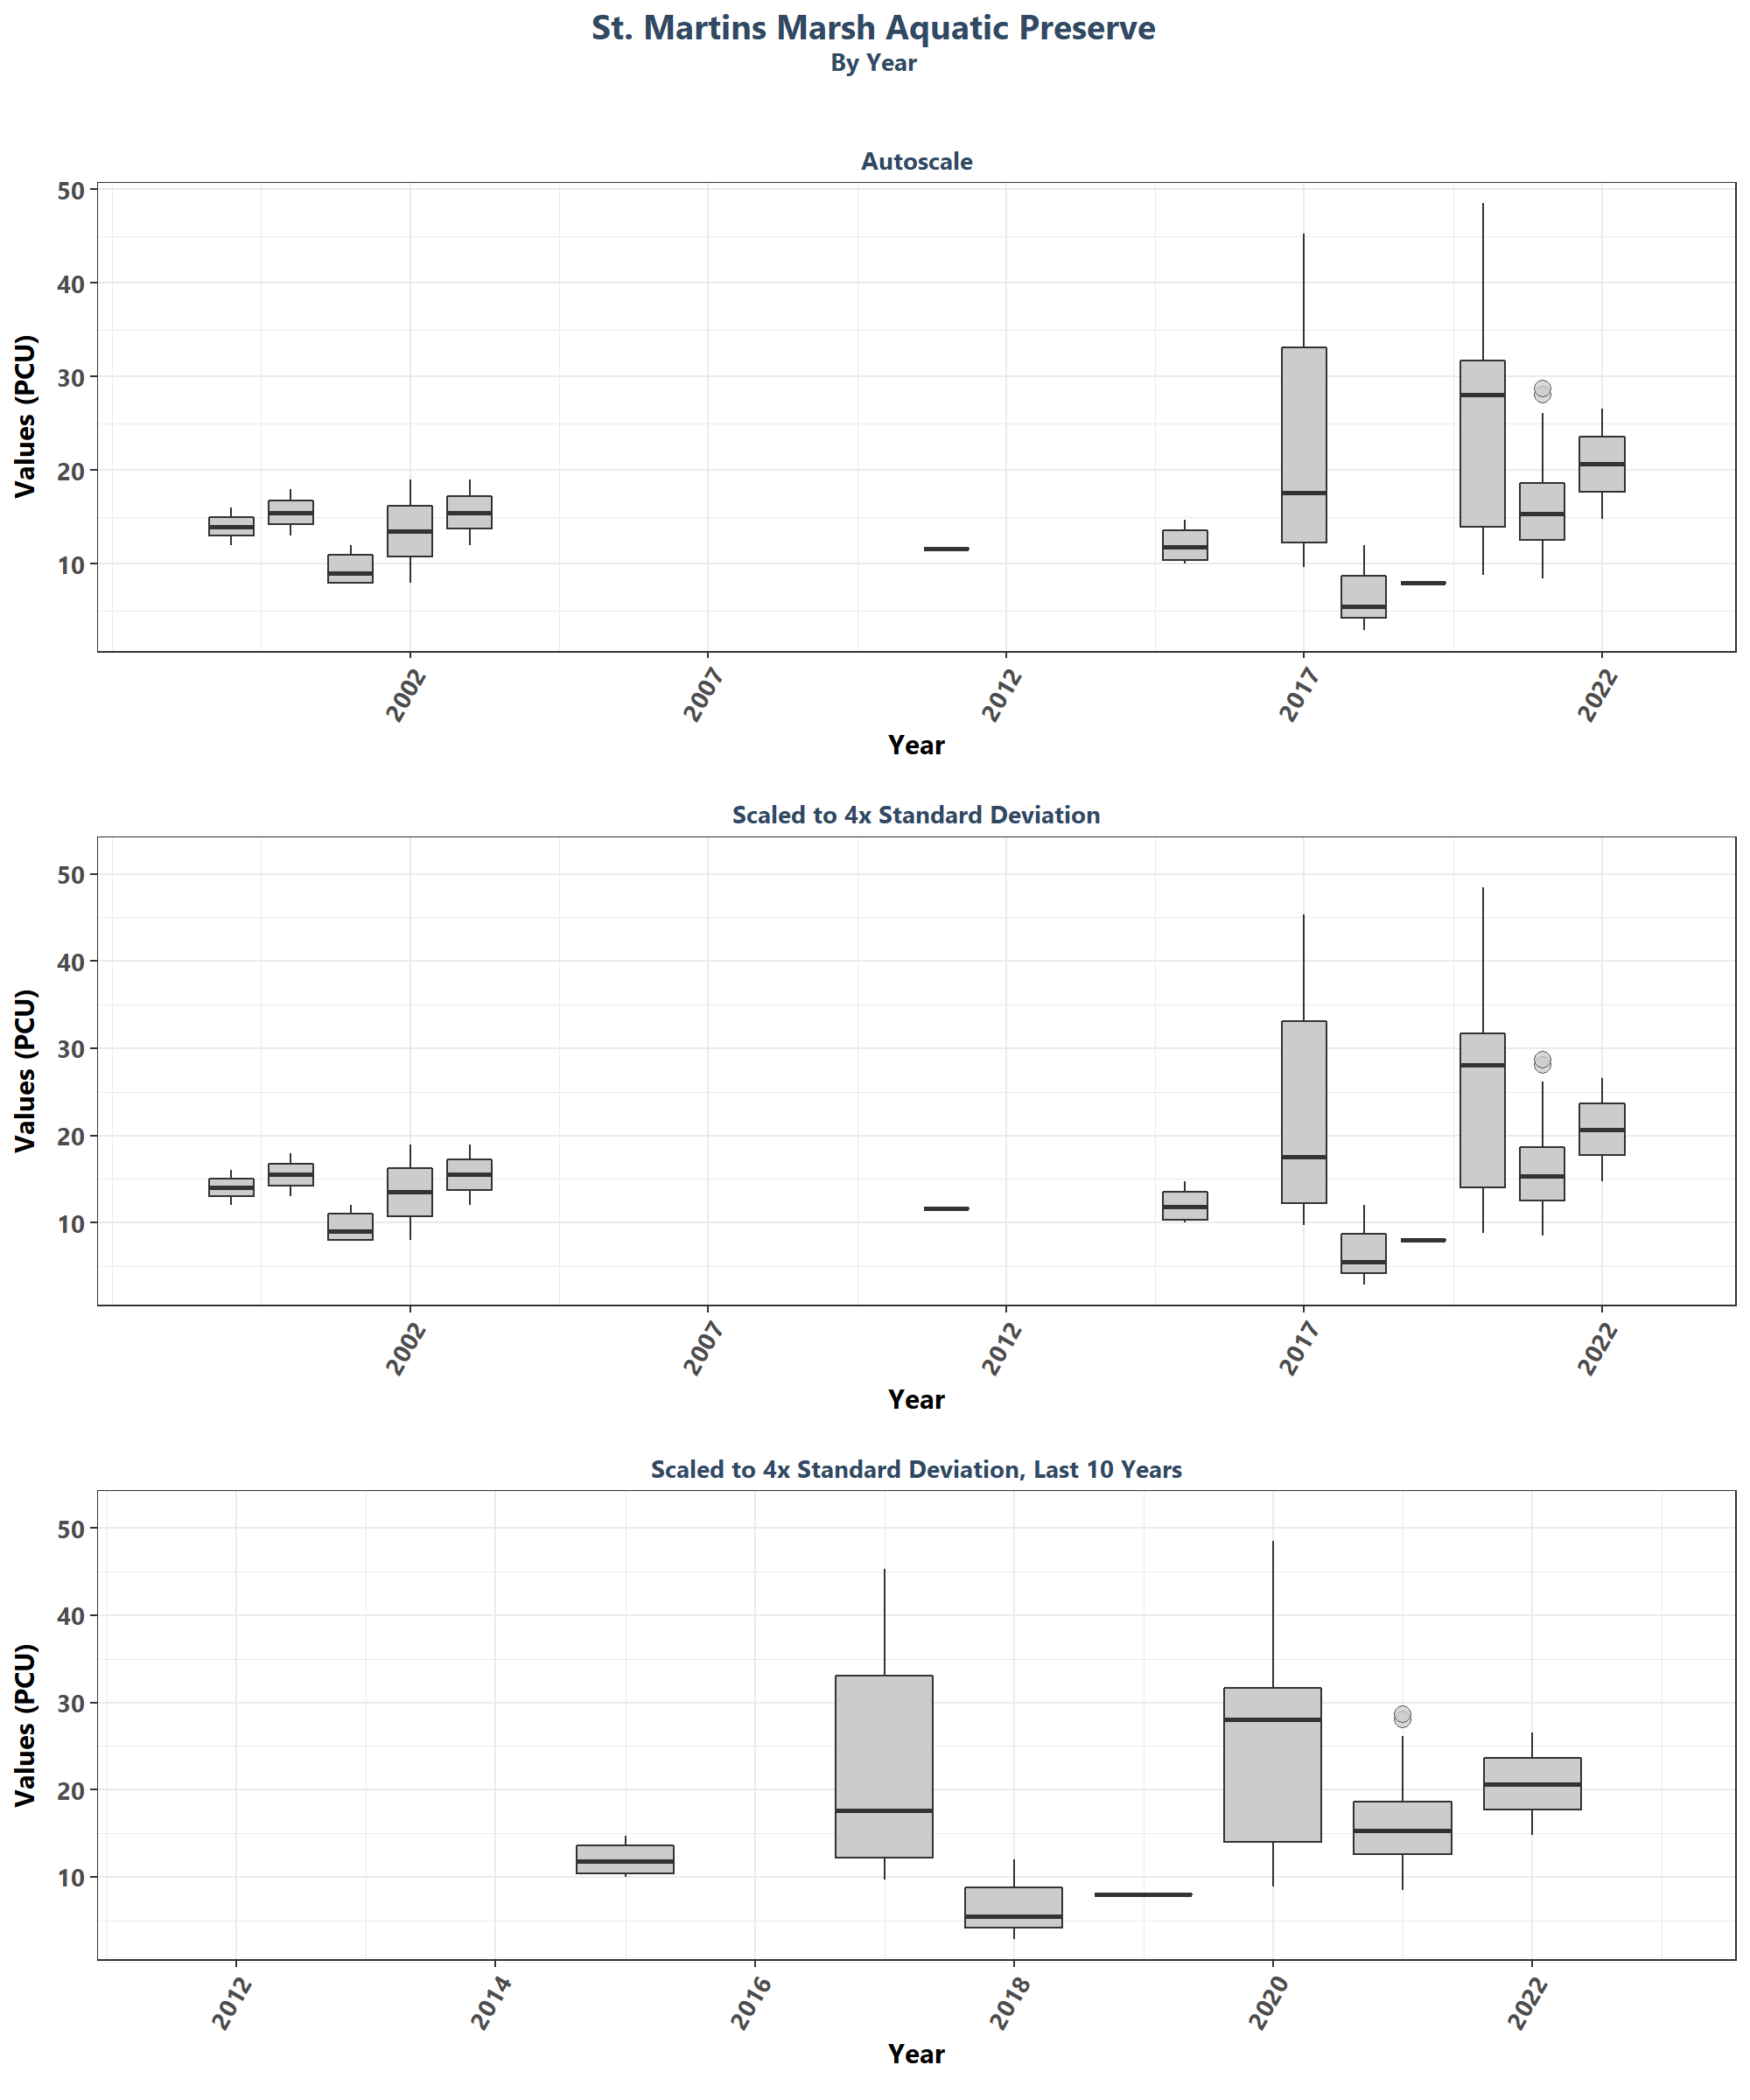 St. Martins Marsh Aquatic Preserve
By Year
Autoscale
50
40
30
20
10
Values (PCU)
2002
2007
2012
2017
2022
Year
Scaled to 4x Standard Deviation
50
40
30
20
10
Values (PCU)
2002
2007
2012
2017
2022
Year
Scaled to 4x Standard Deviation, Last 10 Years
50
40
30
20
10
Values (PCU)
2012
2014
2016
2018
2020
2022
Year